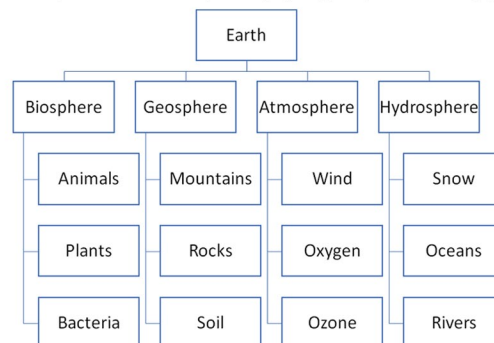 Earth
Biosphere
Geosphere
Atmosphere
Hydrosphere
Animals
Mountains
Wind
Snow
Plants
Rocks
Oxygen
Oceans
Bacteria
Soil
Ozone
Rivers